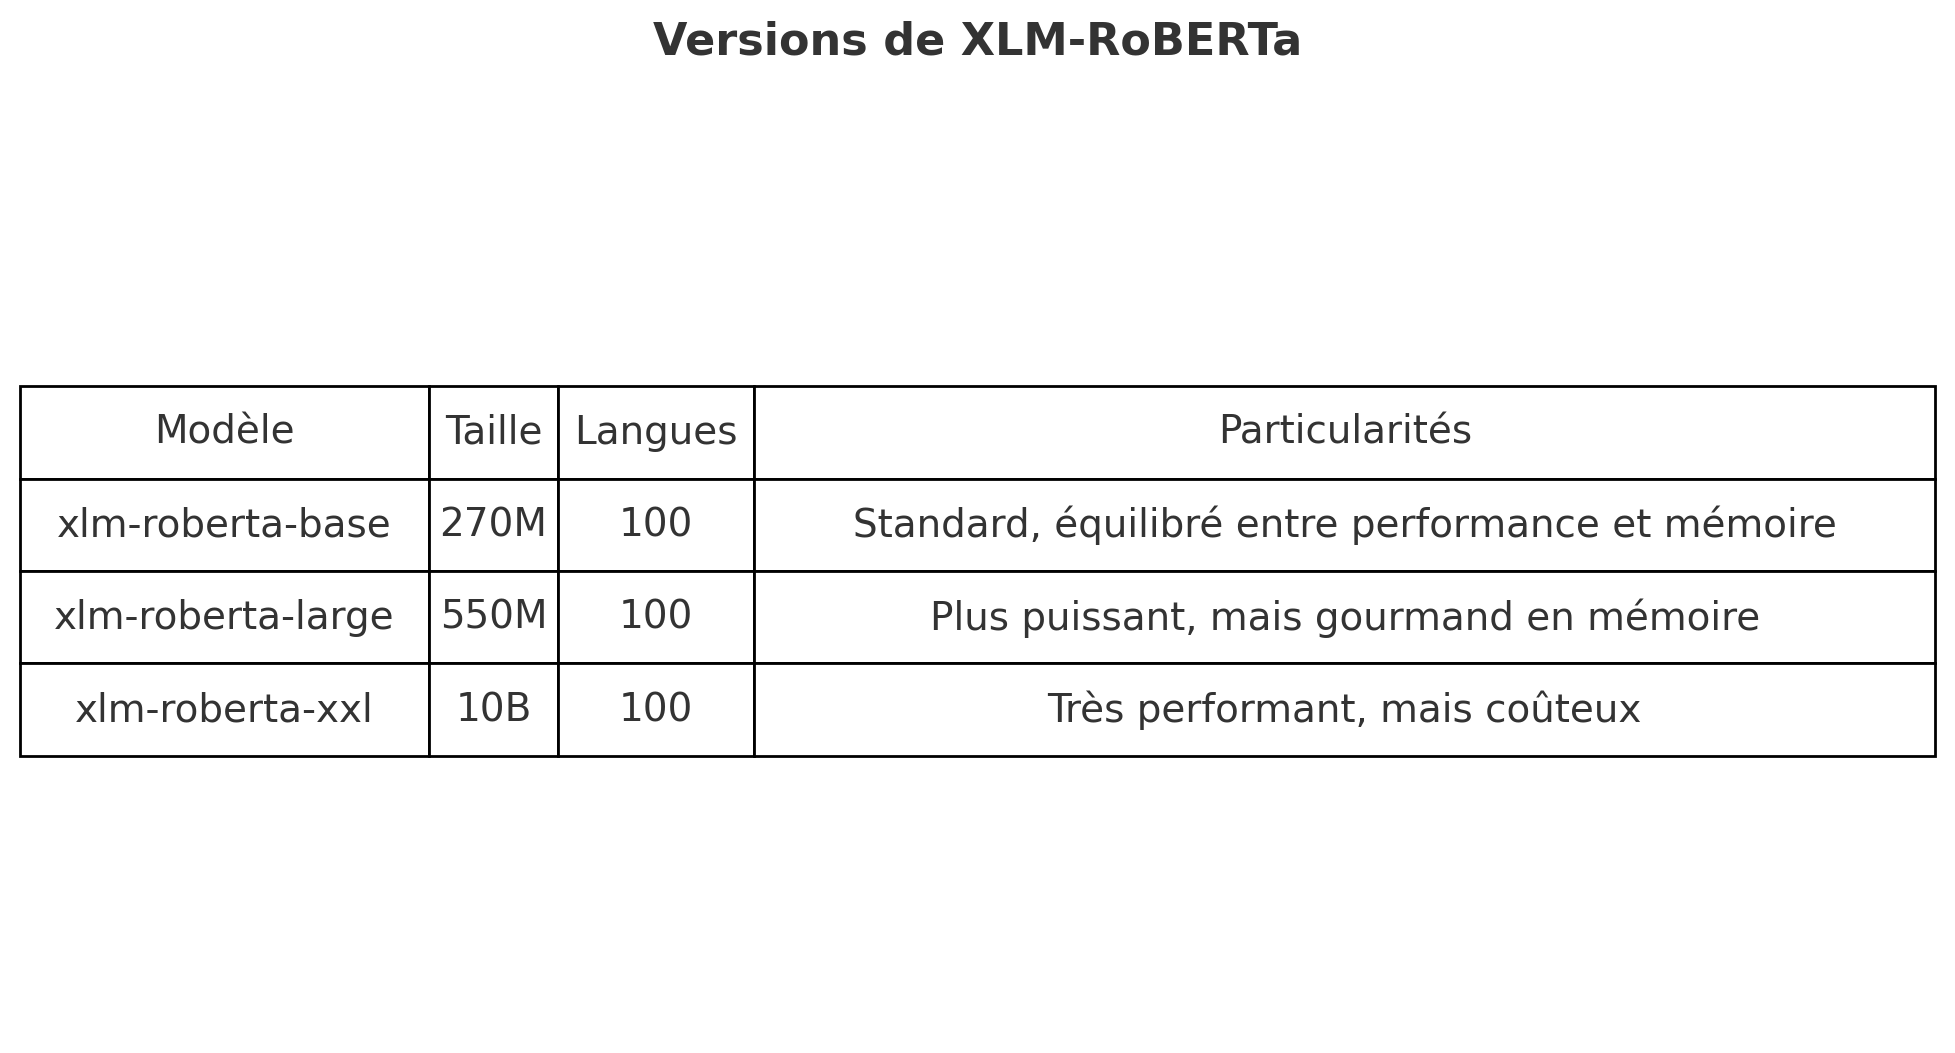 Versions de XLM-RoBERTa
Modèle Taille Langues Particularités
xlm-roberta-base 270M 100 Standard, équilibré entre performance et mémoire
xlm-roberta-large 550M 100 Plus puissant, mais gourmand en mémoire
xlm-roberta-xxl 10B 100 Très performant, mais coûteux